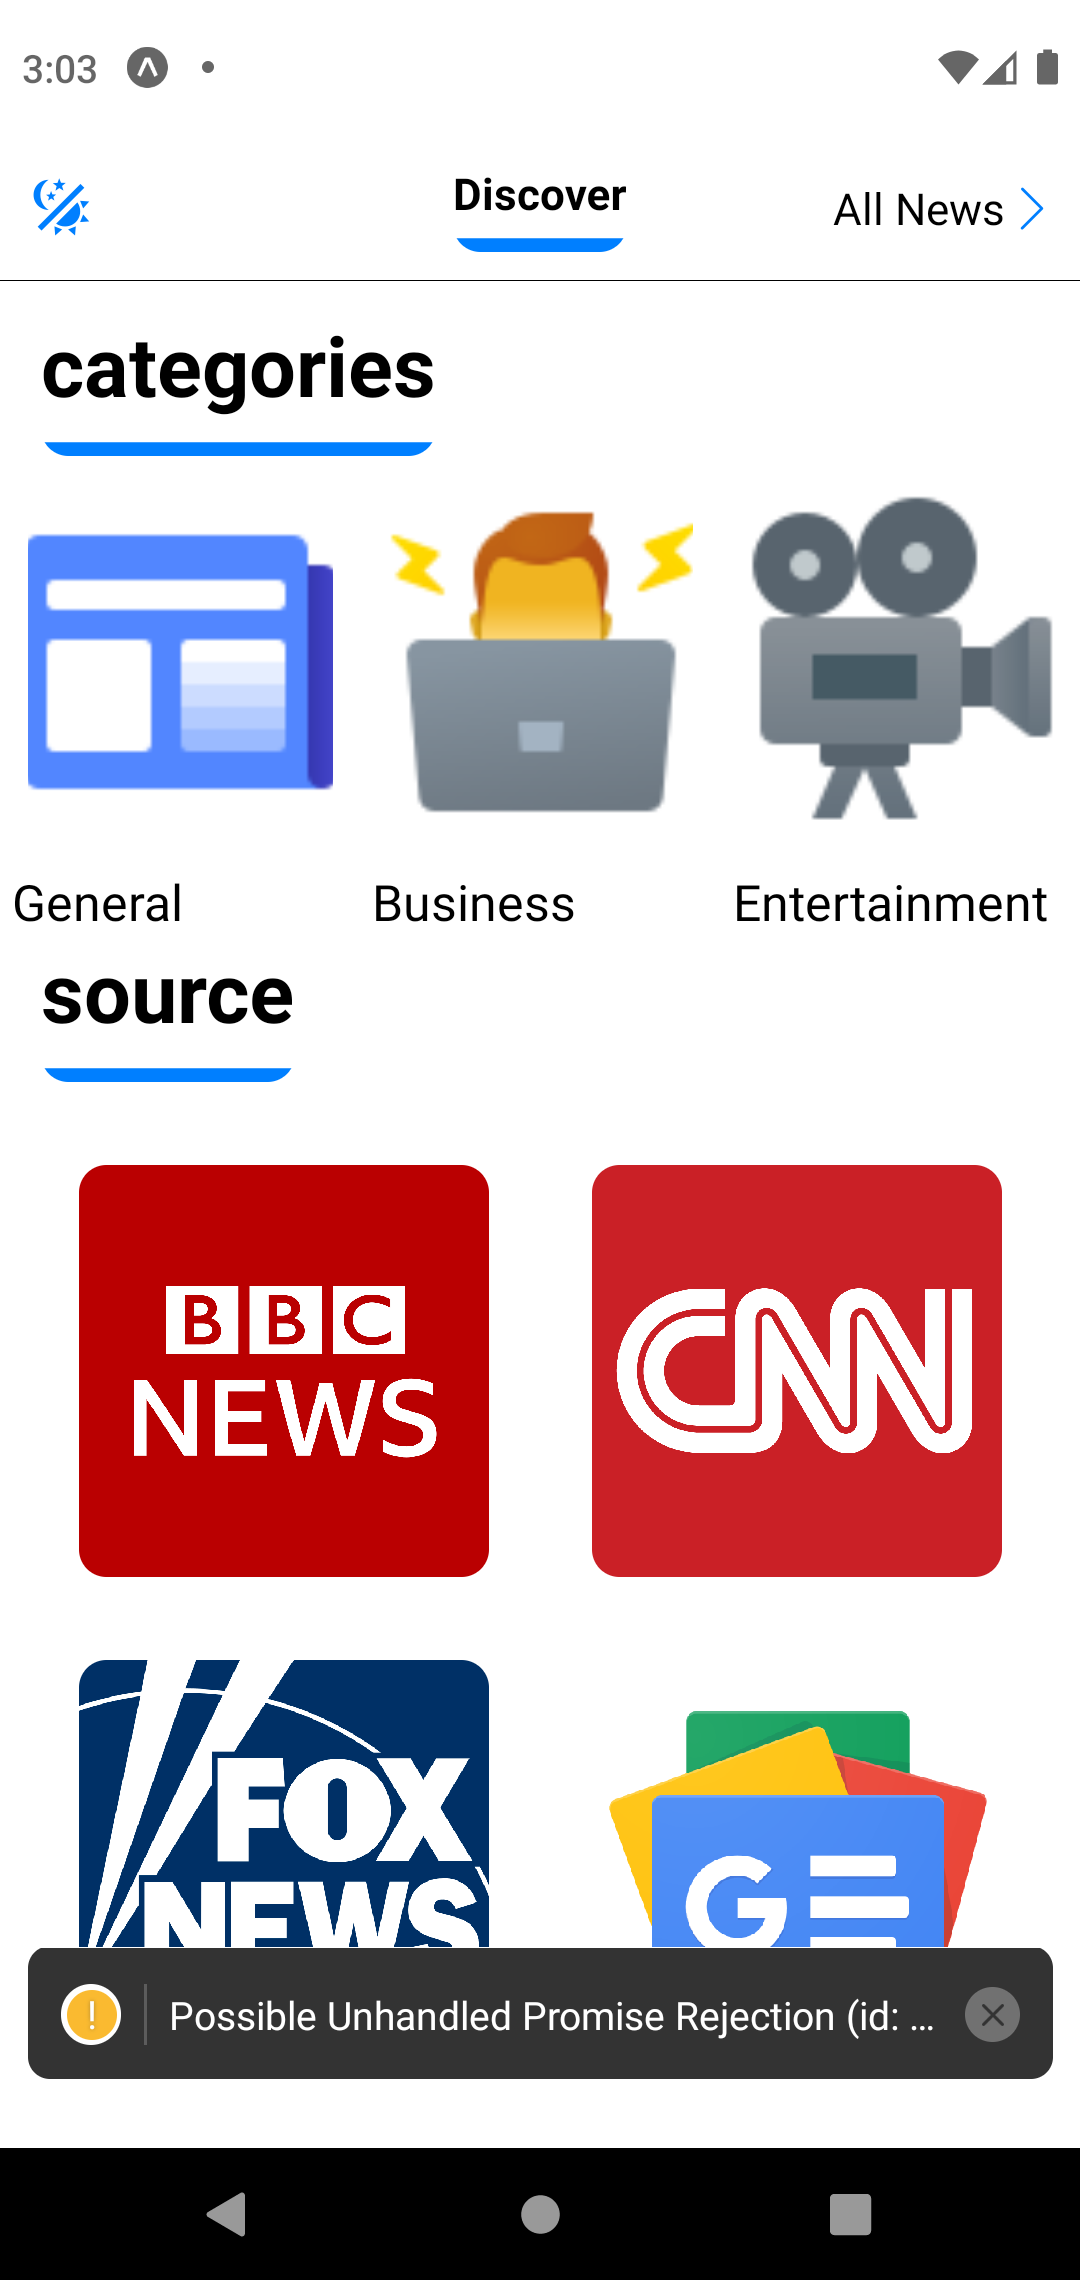 3:03
Discover
All News
categories
General
Business
Entertainment
source
BBC
NEWS
CNN
FOX
NEWS
G
Possible Unhandled Promise Rejection (id: ...